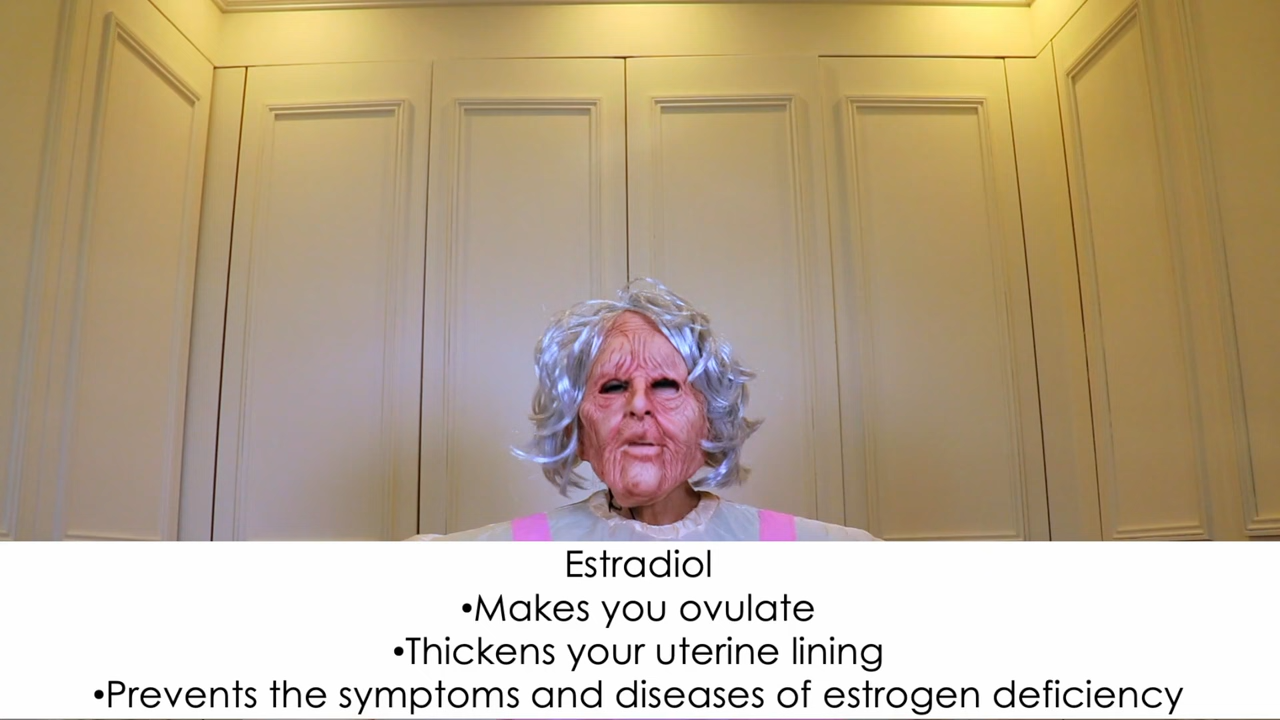 Estradiol
•Makes you ovulate
•Thickens your uterine lining
•Prevents the symptoms and diseases of estrogen deficiency